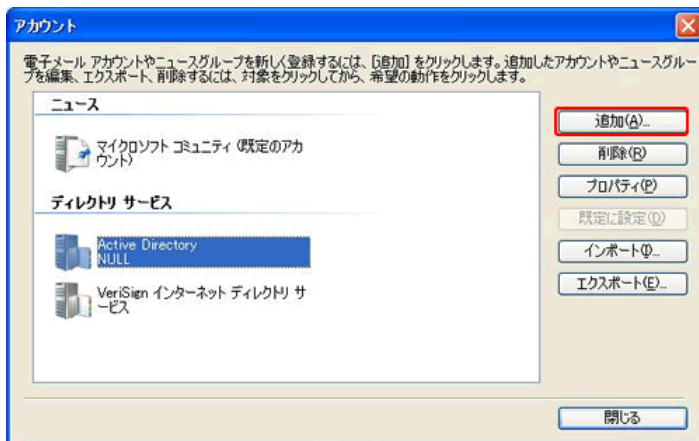 アカウント
電子メール アカウントやニュースグループを新しく登録するには、[追加] をクリックします。追加したアカウントやニュースグルー
プを編集、エクスポート、削除するには、対象をクリックしてから、希望の動作をクリックします。
ニュース
マイクロソフト コミュニティ (既定のアカ
ウント)
ディレクトリ サービス
Active Directory
NULL
VeriSign インターネット ディレクトリ サ
ービス
追加(A)...
削除(R)
プロパティ(P)
既定に設定(D)
インポート(I)...
エクスポート(E)...
閉じる